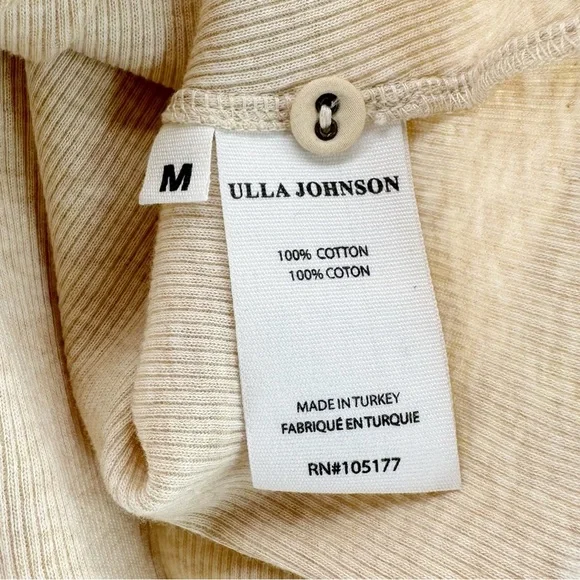 M
ULLA JOHNSON
100% COTTON
100% COTON
MADE IN TURKEY
FABRIQUÉ EN TURQUIE
RN#105177